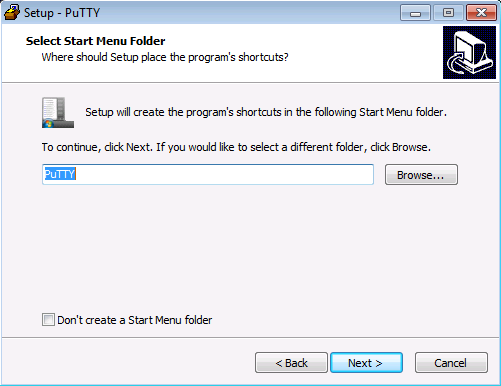 Setup - PuTTY
Select Start Menu Folder
Where should Setup place the program's shortcuts?
Setup will create the program's shortcuts in the following Start Menu folder.
To continue, click Next. If you would like to select a different folder, click Browse.
PuTTY
Browse...
Don't create a Start Menu folder
< Back
Next >
Cancel